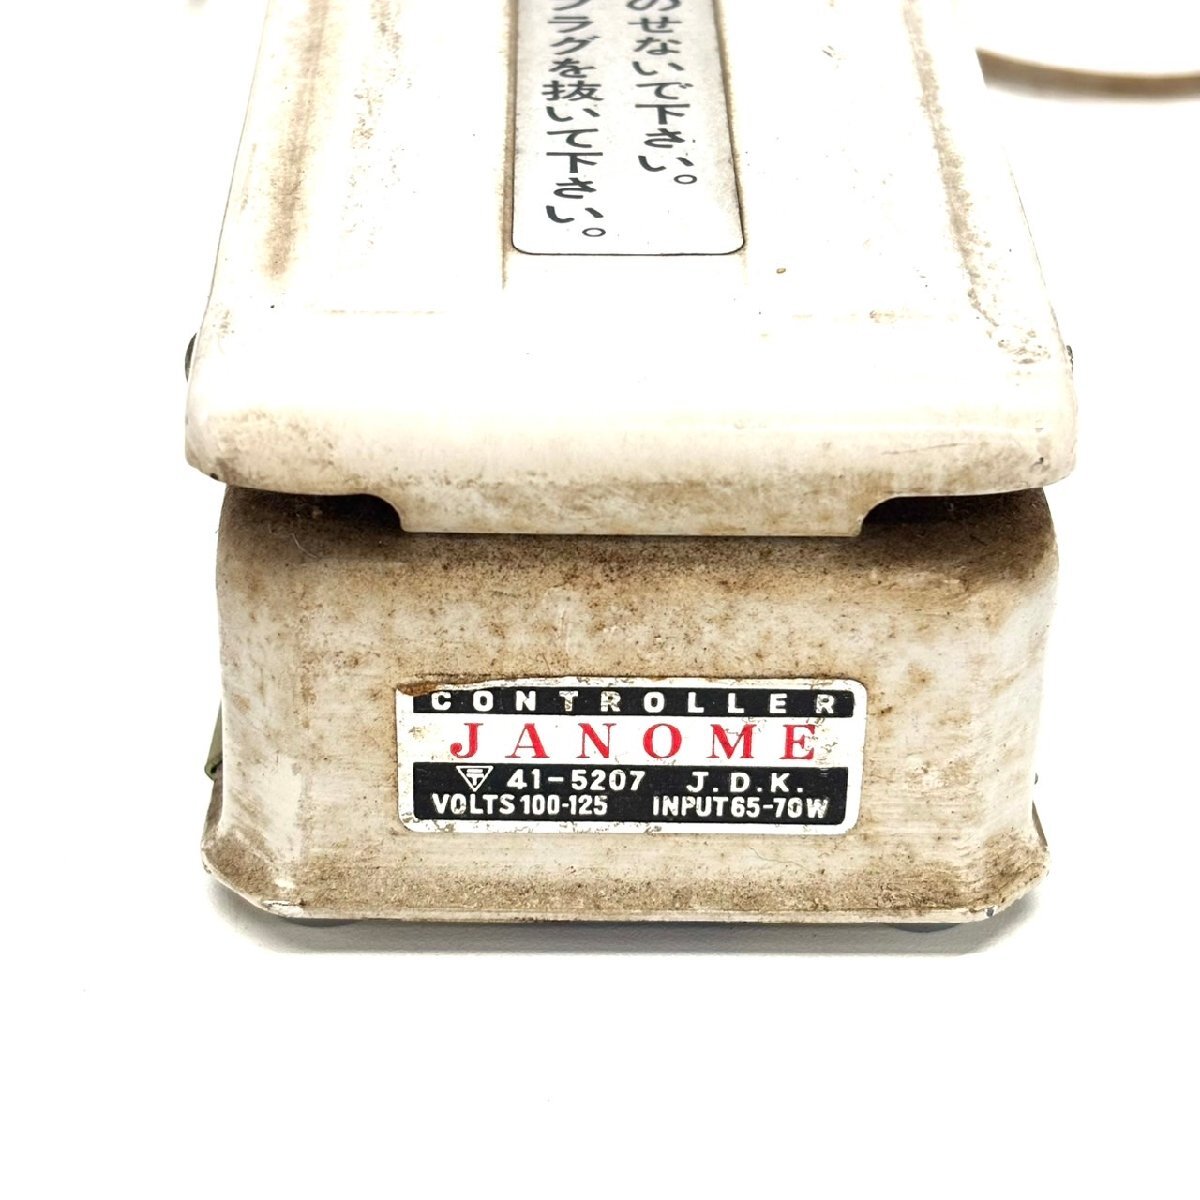 のせないで下さい。
プラグを抜いて下さい。
CONTROLLER
JANOME
〒 41-5207 J.D.K.
VOLTS 100-125 INPUT 65-70W